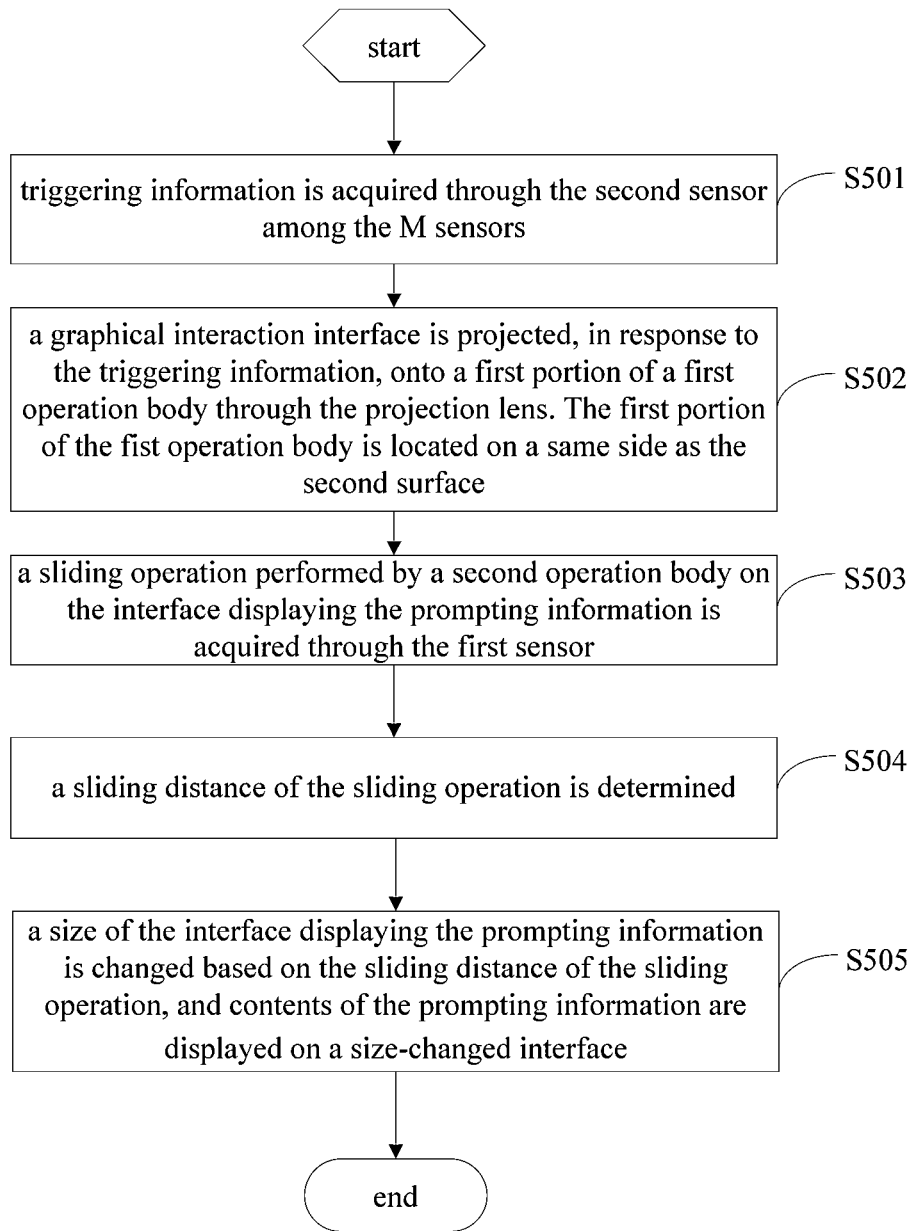 start
triggering information is acquired through the second sensor
among the M sensors
S501
a graphical interaction interface is projected, in response to
the triggering information, onto a first portion of a first
operation body through the projection lens. The first portion
of the fist operation body is located on a same side as the
second surface
S502
a sliding operation performed by a second operation body on
the interface displaying the prompting information is
acquired through the first sensor
S503
a sliding distance of the sliding operation is determined
S504
a size of the interface displaying the prompting information
is changed based on the sliding distance of the sliding
operation, and contents of the prompting information are
displayed on a size-changed interface
S505
end